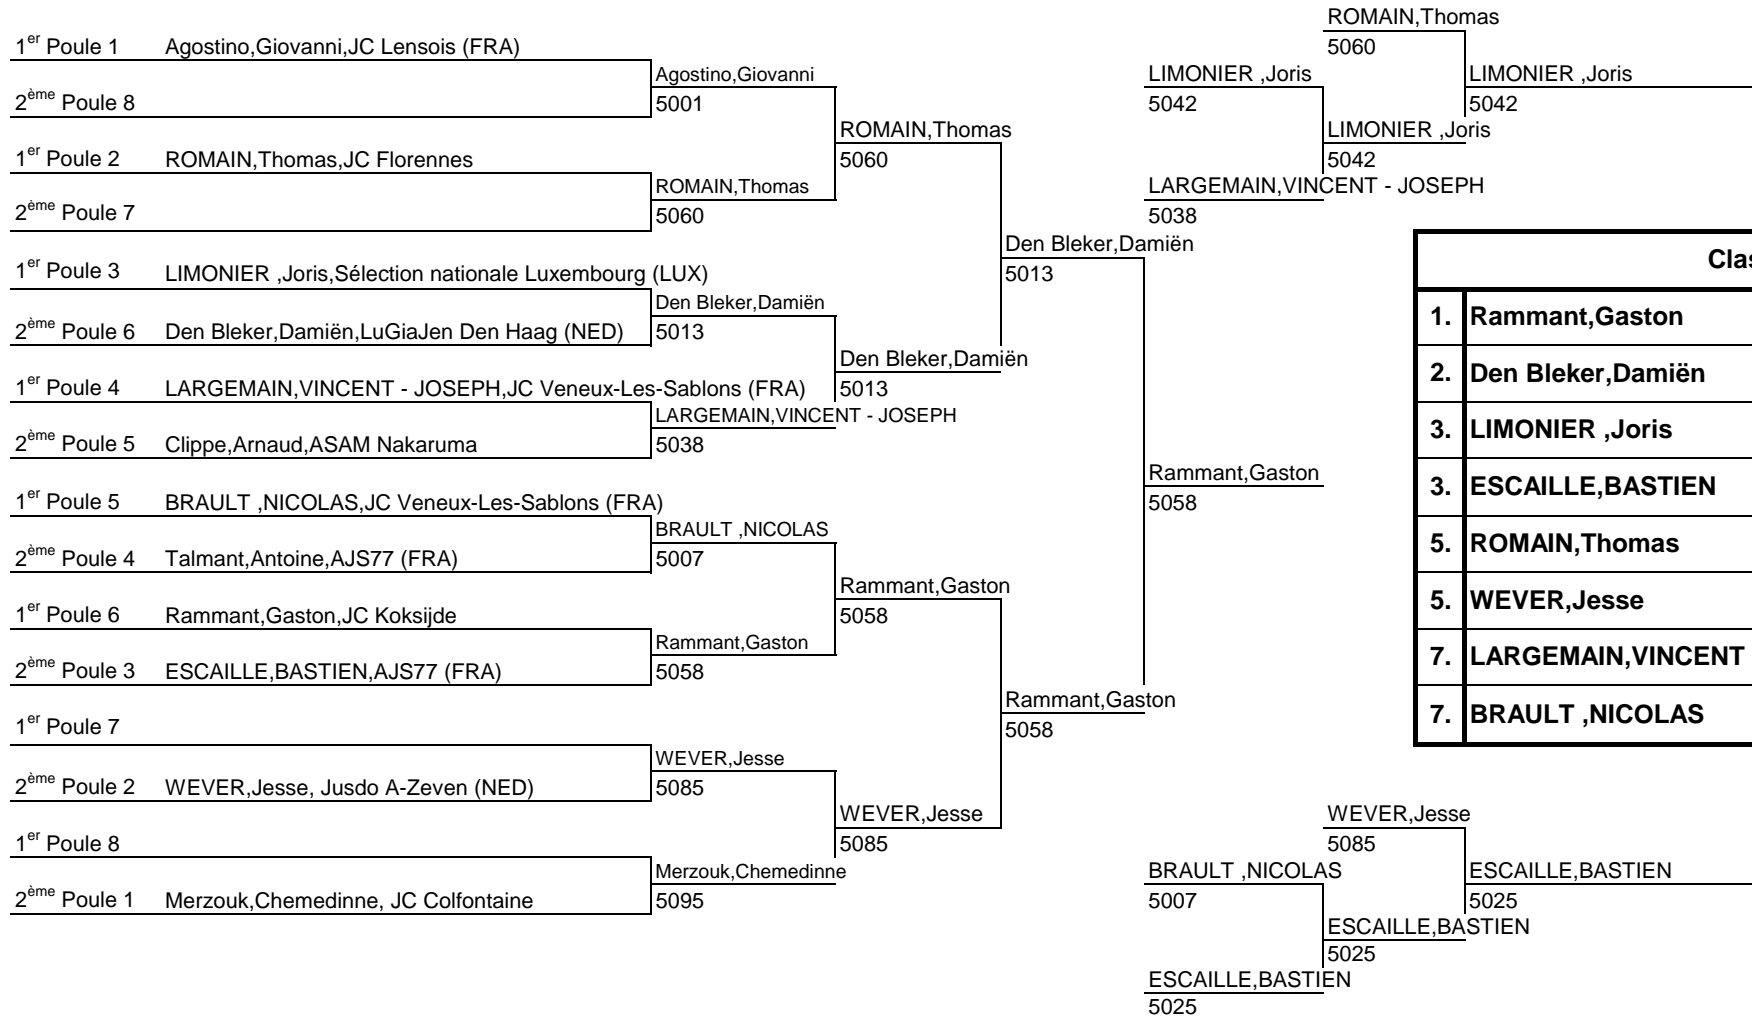 1er Poule 1 Agostino,Giovanni,JC Lensois (FRA)
2ème Poule 8
1er Poule 2 ROMAIN,Thomas,JC Florennes
2ème Poule 7
1er Poule 3 LIMONIER ,Joris,Sélection nationale Luxembourg (LUX)
2ème Poule 6 Den Bleker,Damiën,LuGiaJen Den Haag (NED)
1er Poule 4 LARGEMAIN,VINCENT - JOSEPH,JC Veneux-Les-Sablons (FRA)
2ème Poule 5 Clippe,Arnaud,ASAM Nakaruma
1er Poule 5 BRAULT ,NICOLAS,JC Veneux-Les-Sablons (FRA)
2ème Poule 4 Talmant,Antoine,AJS77 (FRA)
1er Poule 6 Rammant,Gaston,JC Koksijde
2ème Poule 3 ESCAILLE,BASTIEN,AJS77 (FRA)
1er Poule 7
2ème Poule 2 WEVER,Jesse, Jusdo A-Zeven (NED)
1er Poule 8
2ème Poule 1 Merzouk,Chemedinne, JC Colfontaine
Agostino,Giovanni
5001
ROMAIN,Thomas
5060
Den Bleker,Damiën
5013
LARGEMAIN,VINCENT - JOSEPH
5038
BRAULT ,NICOLAS
5007
Rammant,Gaston
5058
WEVER,Jesse
5085
Merzouk,Chemedinne
5095
ROMAIN,Thomas
5060
Den Bleker,Damiën
5013
Rammant,Gaston
5058
WEVER,Jesse
5085
Den Bleker,Damiën
5013
Rammant,Gaston
5058
Rammant,Gaston
5058
LIMONIER ,Joris
5042
LARGEMAIN,VINCENT - JOSEPH
5038
ROMAIN,Thomas
5060
LIMONIER ,Joris
5042
LIMONIER ,Joris
5042
Clas
1. Rammant,Gaston
2. Den Bleker,Damiën
3. LIMONIER ,Joris
3. ESCAILLE,BASTIEN
5. ROMAIN,Thomas
5. WEVER,Jesse
7. LARGEMAIN,VINCENT
7. BRAULT ,NICOLAS
BRAULT ,NICOLAS
5007
ESCAILLE,BASTIEN
5025
WEVER,Jesse
5085
ESCAILLE,BASTIEN
5025
ESCAILLE,BASTIEN
5025